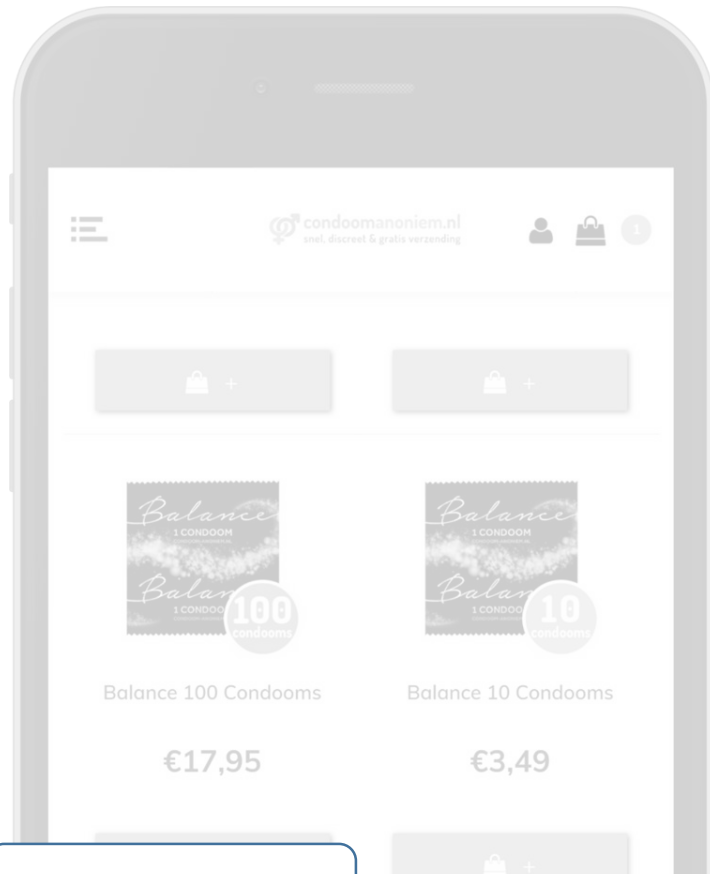 condoomanoniem.nl
snel, discreet & gratis verzending
1
+
+
Balance
1 CONDOOM
Balance
1 CONDOOM
100
condooms
Balance
1 CONDOOM
Balance
1 CONDOOM
10
condooms
Balance 100 Condooms
Balance 10 Condooms
€17,95
€3,49
+